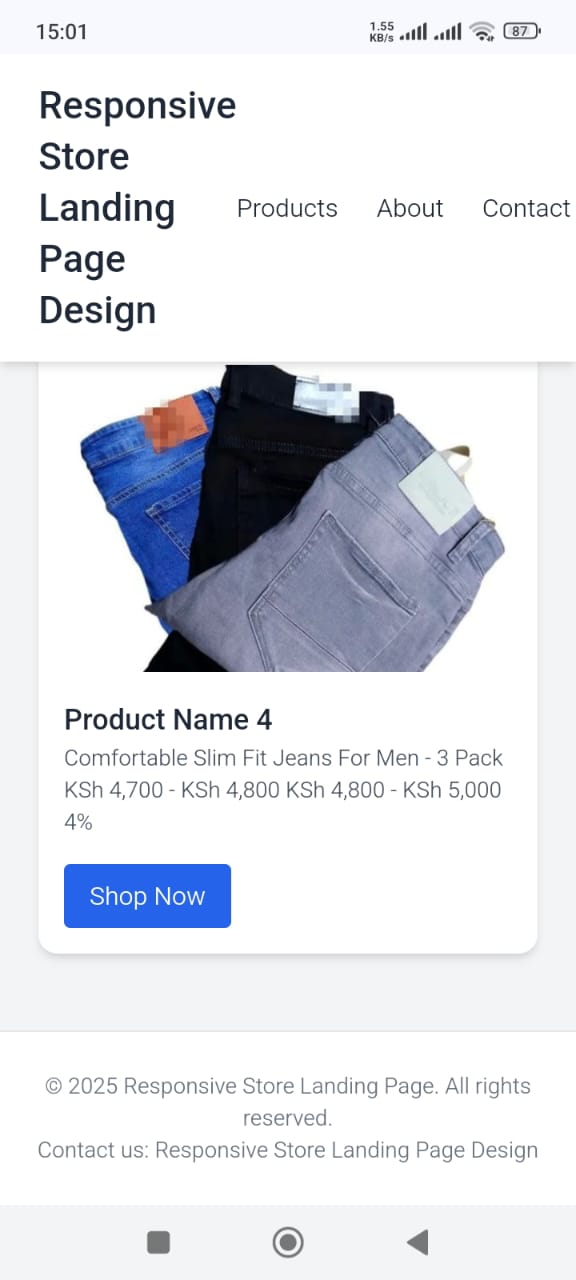 15:01
1.55
KB/s
87
Responsive
Store
Landing
Page
Design
Products About Contact
Product Name 4
Comfortable Slim Fit Jeans For Men - 3 Pack
KSh 4,700 - KSh 4,800 KSh 4,800 - KSh 5,000
4%
Shop Now
© 2025 Responsive Store Landing Page. All rights
reserved.
Contact us: Responsive Store Landing Page Design